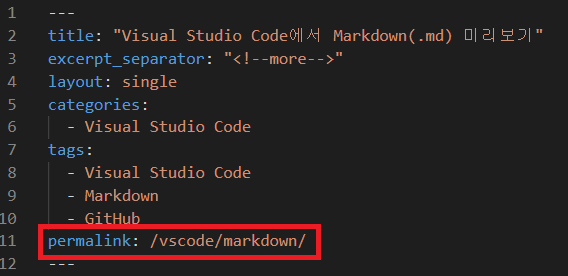 1 ---
2 title: "Visual Studio Code에서 Markdown(.md) 미리보기"
3 excerpt_separator: "<!--more-->"
4 layout: single
5 categories:
6   - Visual Studio Code
7 tags:
8   - Visual Studio Code
9   - Markdown
10   - GitHub
11 permalink: /vscode/markdown/
12 ---